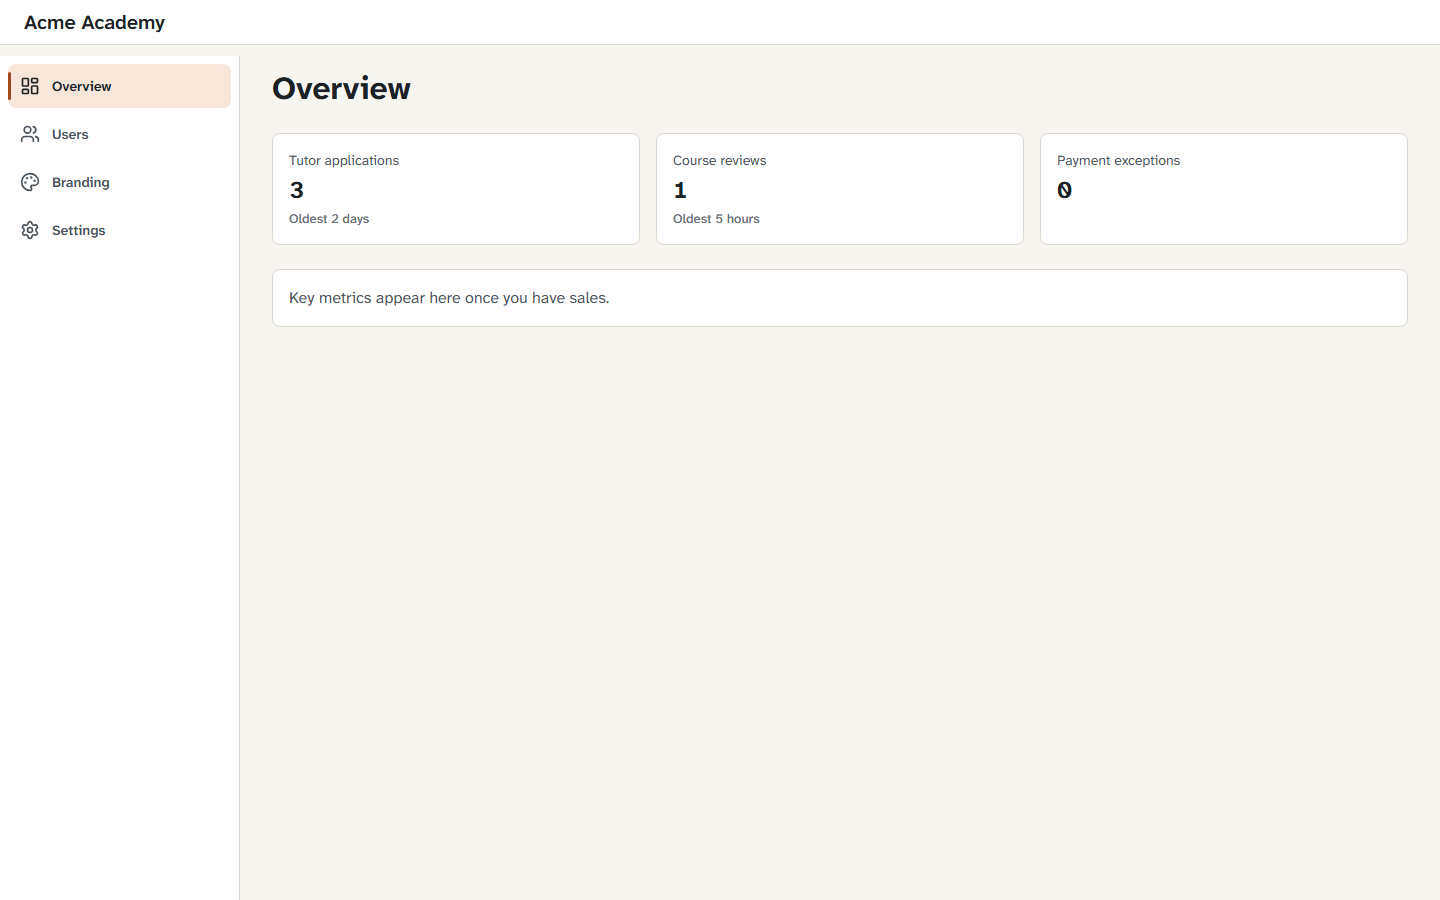 Acme Academy
Overview
Users
Branding
Settings
Overview
Tutor applications
3
Oldest 2 days
Course reviews
1
Oldest 5 hours
Payment exceptions
0
Key metrics appear here once you have sales.